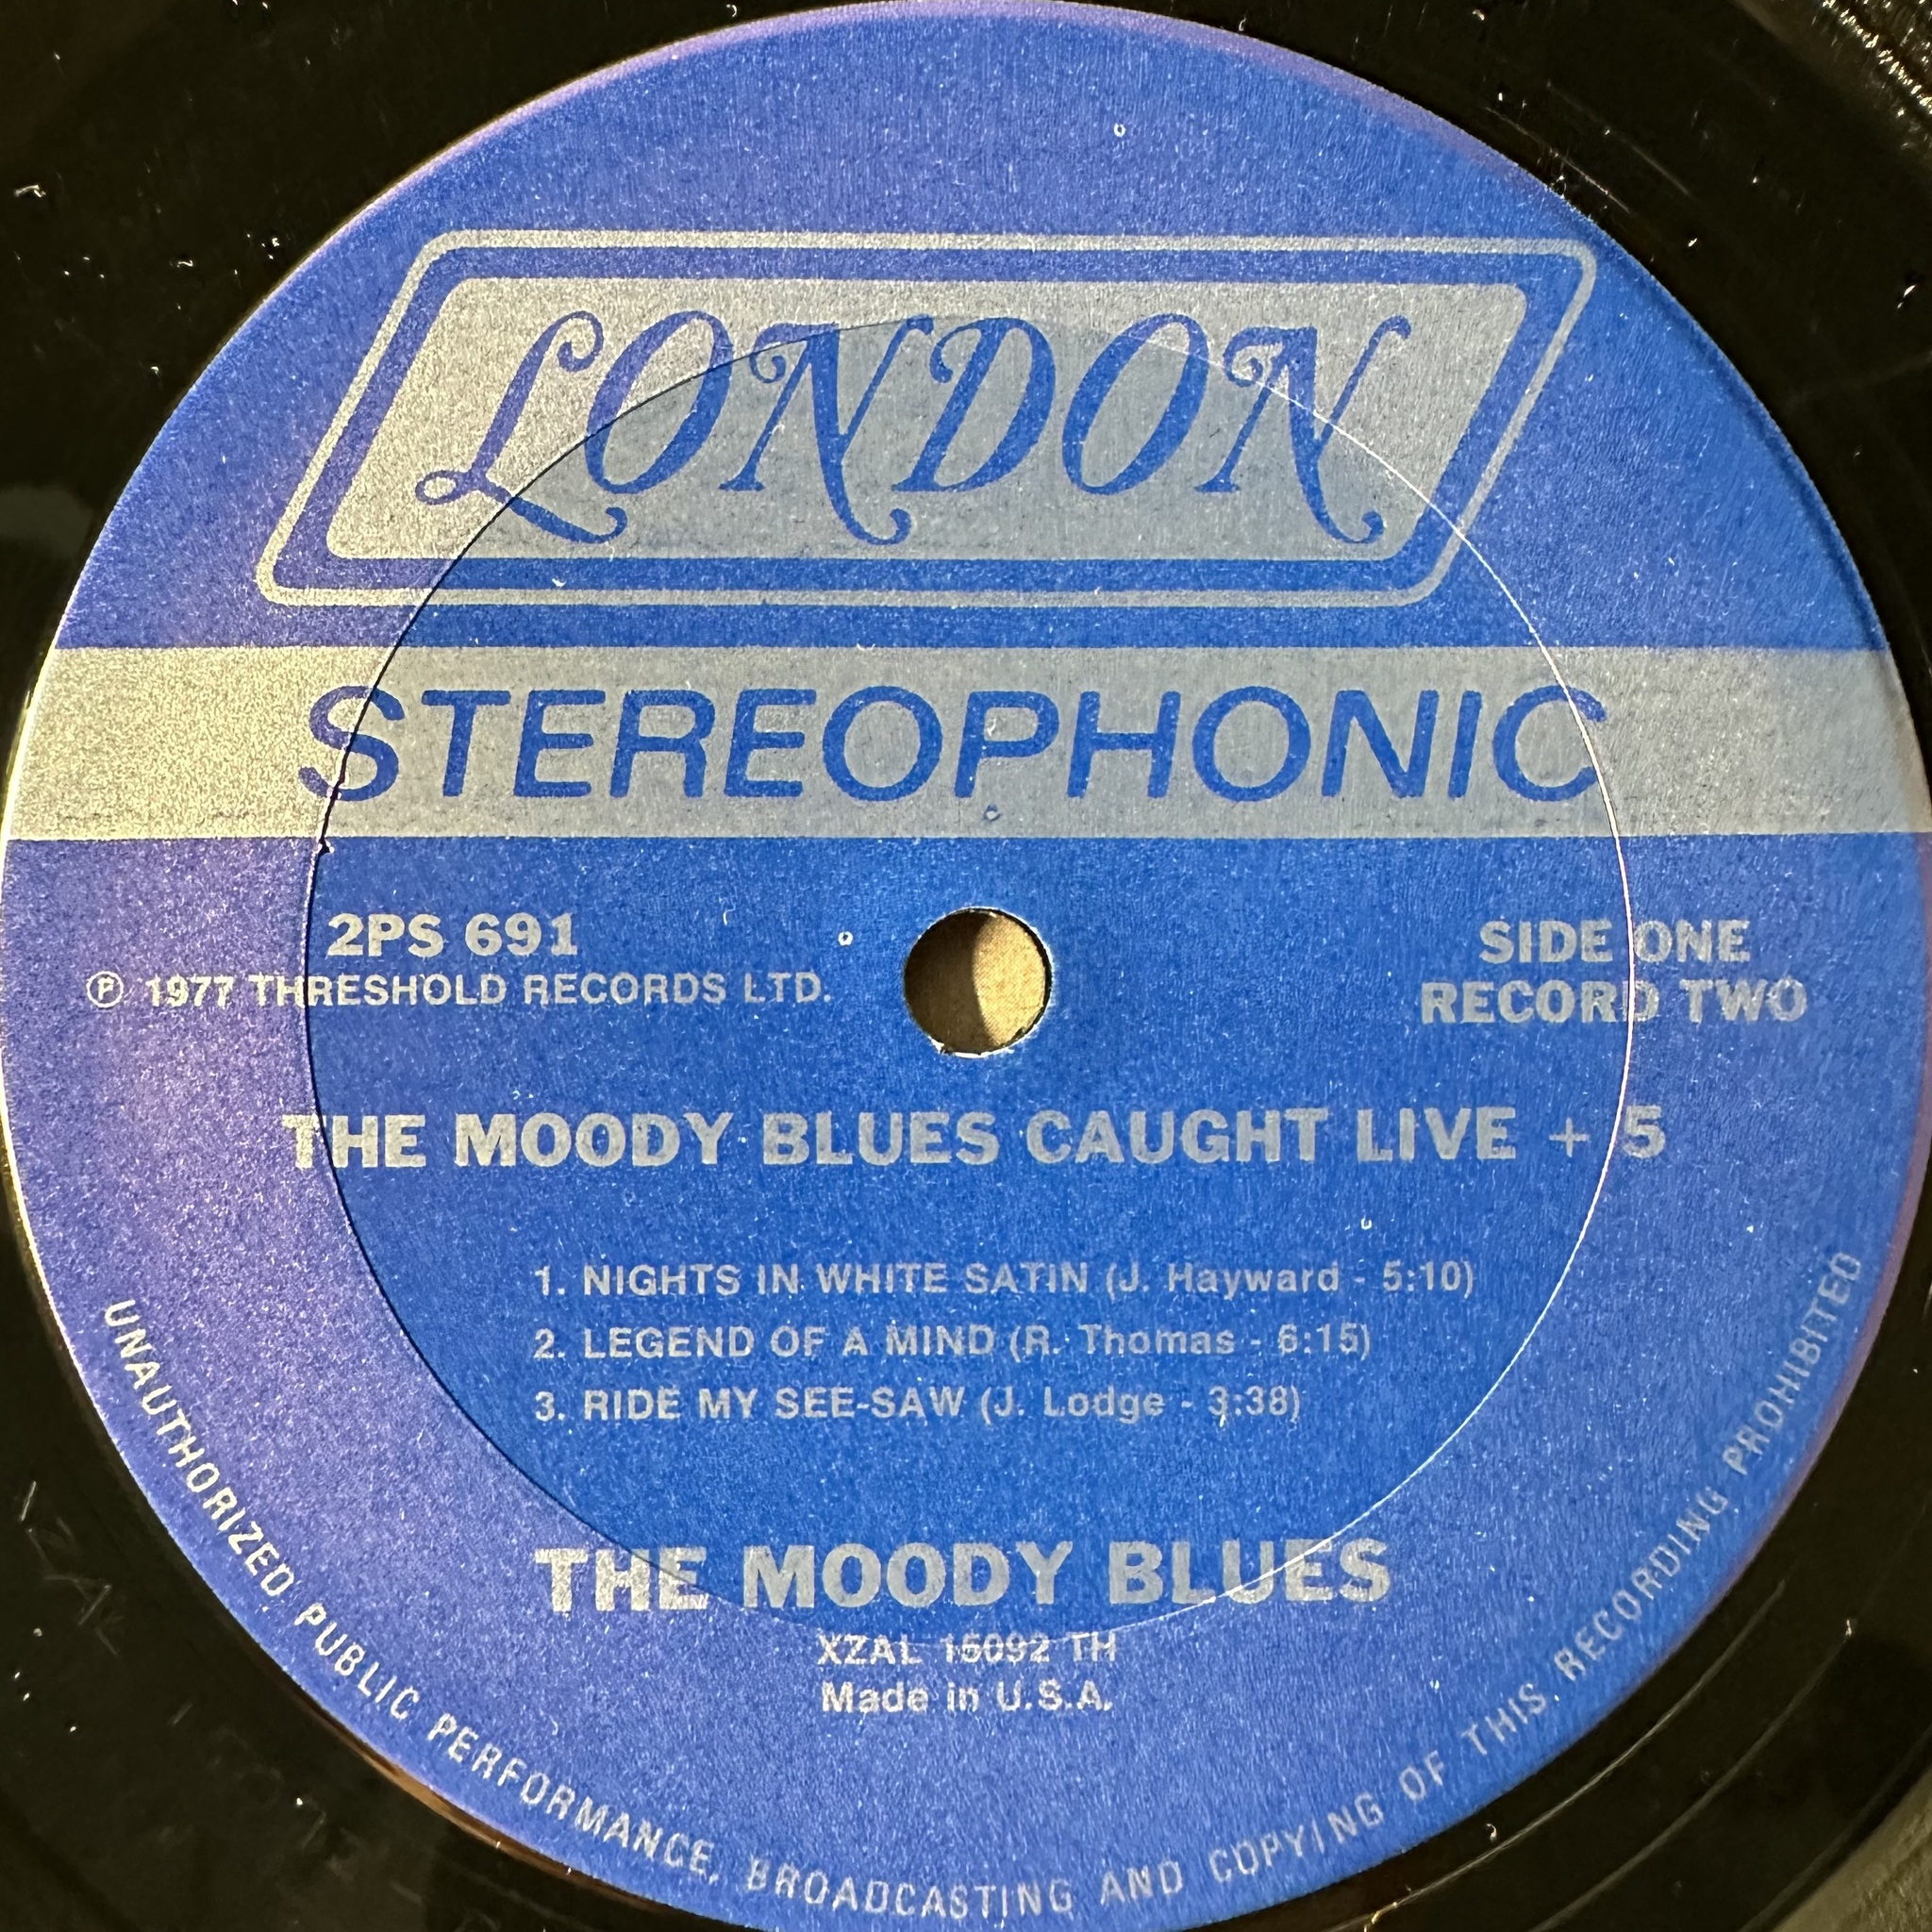 LONDON
STEREOPHONIC
2PS 691
℗ 1977 THRESHOLD RECORDS LTD.
SIDE ONE
RECORD TWO
THE MOODY BLUES CAUGHT LIVE + 5
1. NIGHTS IN WHITE SATIN (J. Hayward - 5:10)
2. LEGEND OF A MIND (R. Thomas - 6:15)
3. RIDE MY SEE-SAW (J. Lodge - 3:38)
THE MOODY BLUES
XZAL 15092 TH
Made in U.S.A.
UNAUTHORIZED PUBLIC PERFORMANCE, BROADCASTING AND COPYING OF THIS RECORDING PROHIBITED